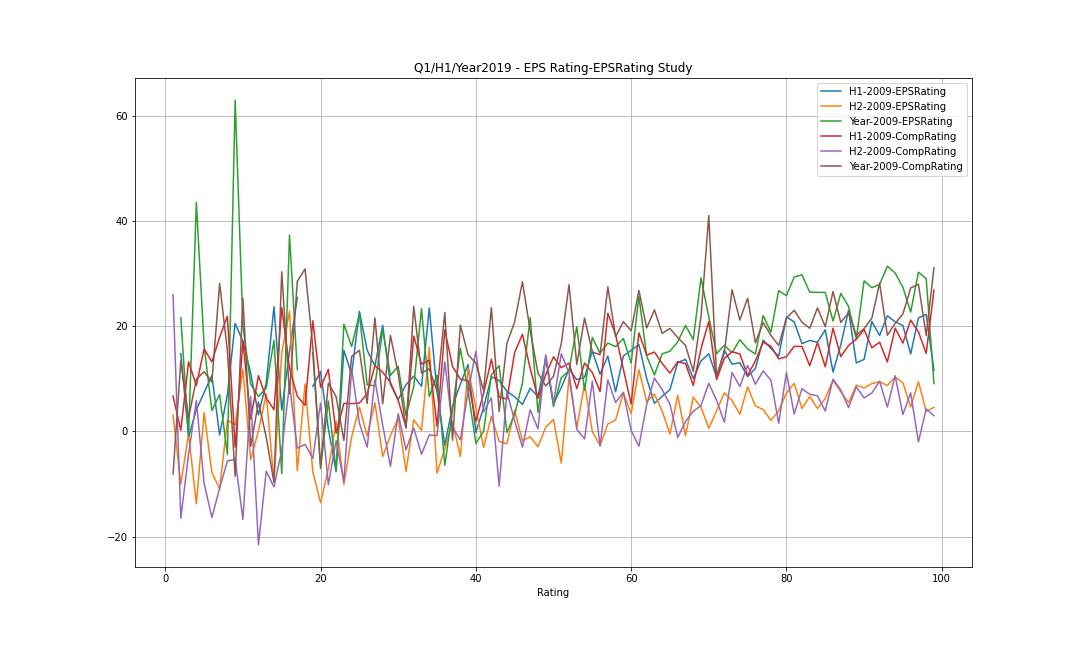 Q1/H1/Year2019 - EPS Rating-EPSRating Study
H1-2009-EPSRating
H2-2009-EPSRating
Year-2009-EPSRating
H1-2009-CompRating
H2-2009-CompRating
Year-2009-CompRating
60
40
20
0
−20
0 20 40 60 80 100
Rating